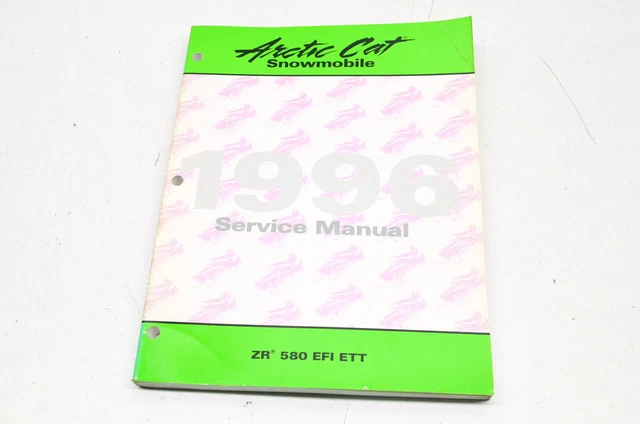 Arctic Cat®
Snowmobile
1996
Service Manual
ZR® 580 EFI ETT